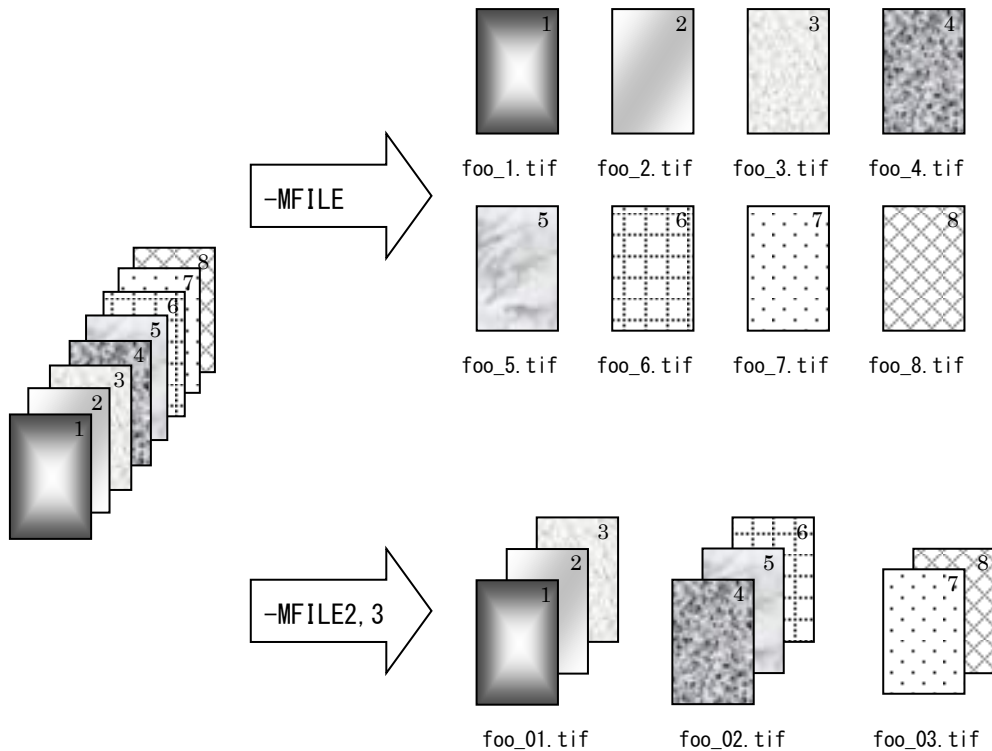 1 2 3 4
foo_1.tif foo_2.tif foo_3.tif foo_4.tif
-MFILE
5 6 7 8
foo_5.tif foo_6.tif foo_7.tif foo_8.tif
8
7
6
5
4
3
2
1
-MFILE2,3
3
2
1
6
5
4
8
7
foo_01.tif foo_02.tif foo_03.tif